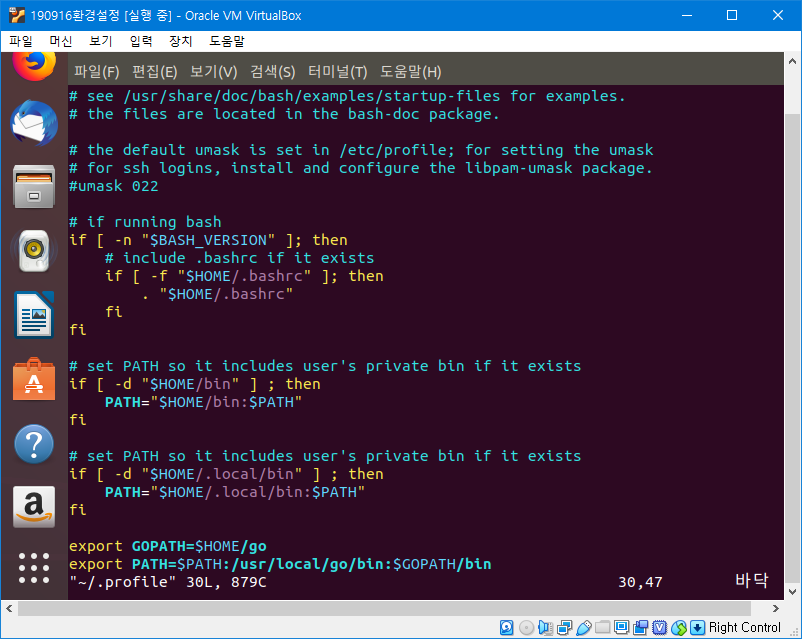 190916환경설정 [실행 중] - Oracle VM VirtualBox
파일 머신 보기 입력 장치 도움말
파일(F) 편집(E) 보기(V) 검색(S) 터미널(T) 도움말(H)
# see /usr/share/doc/bash/examples/startup-files for examples.
# the files are located in the bash-doc package.
# the default umask is set in /etc/profile; for setting the umask
# for ssh logins, install and configure the libpam-umask package.
#umask 022
# if running bash
if [ -n "$BASH_VERSION" ]; then
    # include .bashrc if it exists
    if [ -f "$HOME/.bashrc" ]; then
        . "$HOME/.bashrc"
    fi
fi
# set PATH so it includes user's private bin if it exists
if [ -d "$HOME/bin" ] ; then
    PATH="$HOME/bin:$PATH"
fi
# set PATH so it includes user's private bin if it exists
if [ -d "$HOME/.local/bin" ] ; then
    PATH="$HOME/.local/bin:$PATH"
fi
export GOPATH=$HOME/go
export PATH=$PATH:/usr/local/go/bin:$GOPATH/bin
"~/.profile" 30L, 879C 30,47 바닥
Right Control